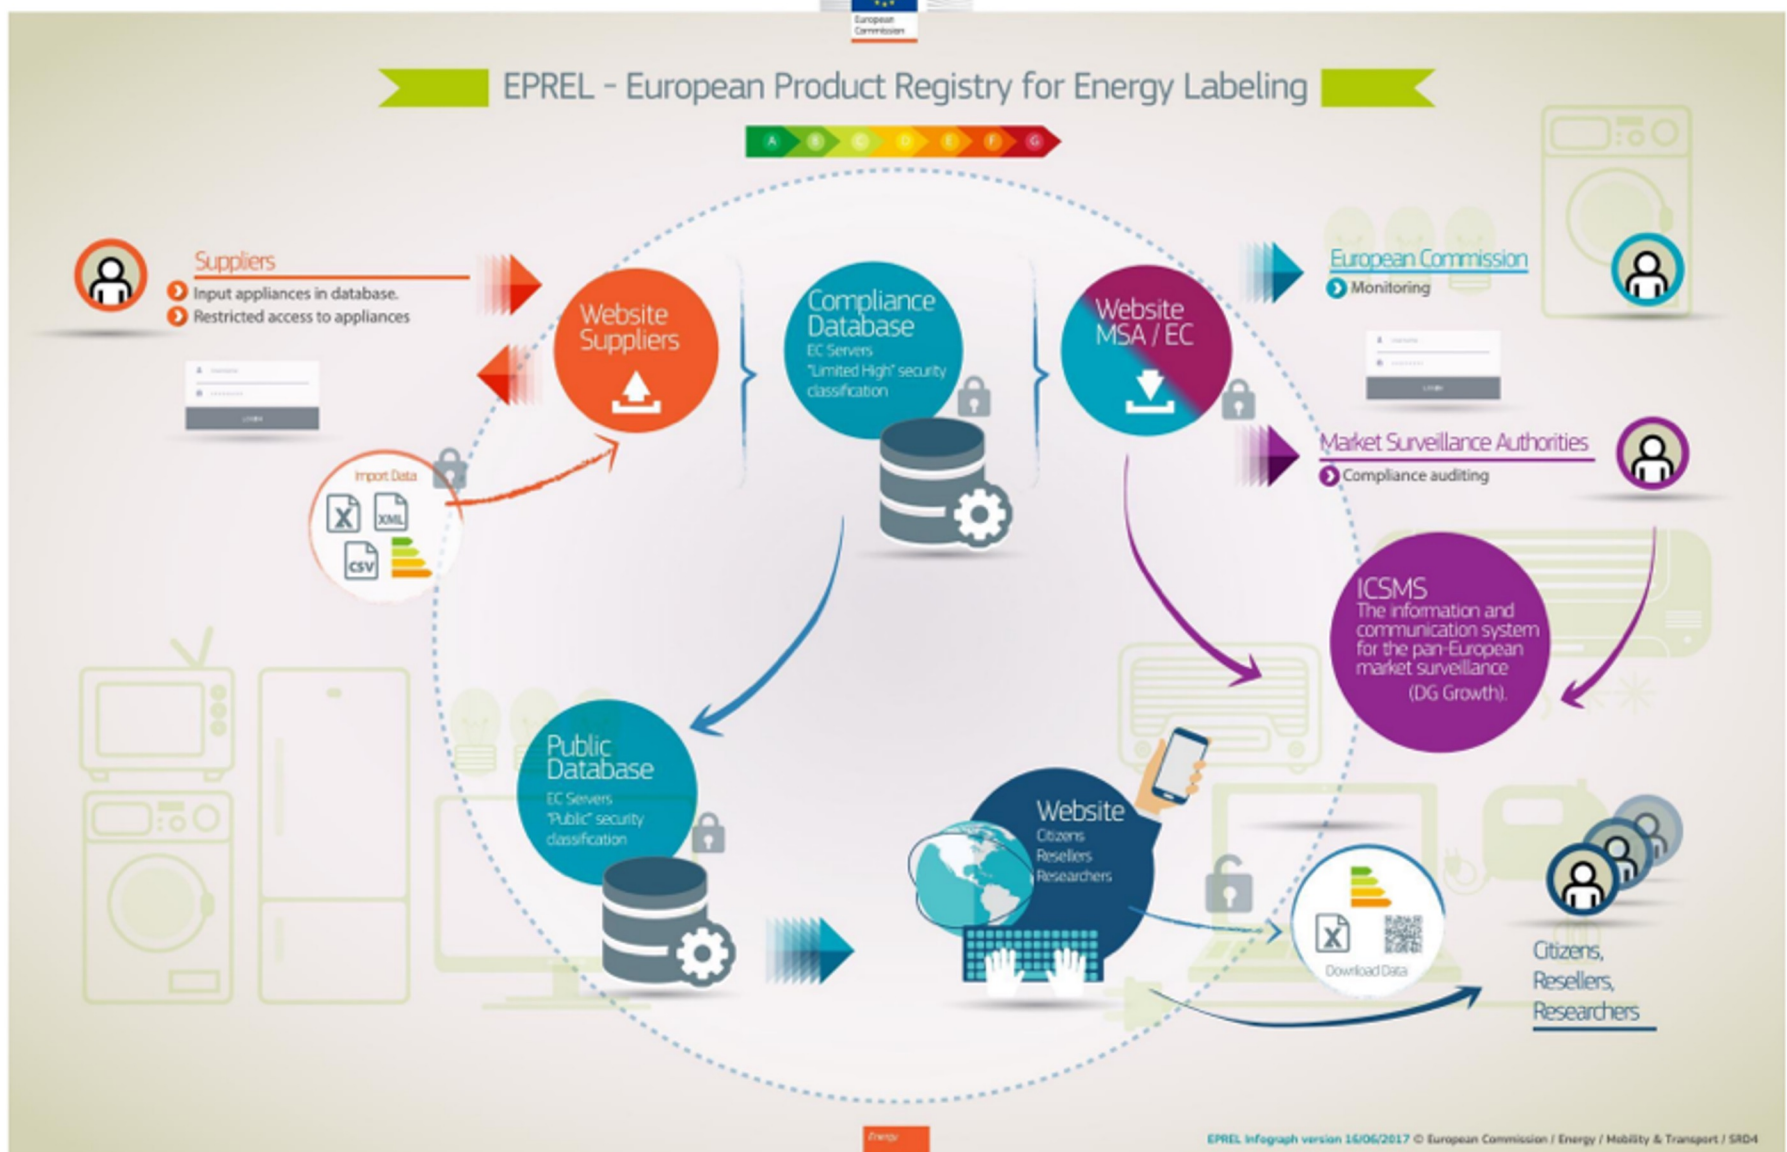 European
Commission
EPREL - European Product Registry for Energy Labeling
A B C D E F G
Suppliers
Input appliances in database.
Restricted access to appliances
Website
Suppliers
Compliance
Database
EC Servers
"Limited High" security
classification
Website
MSA / EC
European Commission
Monitoring
Market Surveillance Authorities
Compliance auditing
Import Data
X
XML
CSV
ICSMS
The information and
communication system
for the pan-European
market surveillance
(DG Growth).
Public
Database
EC Servers
"Public" security
classification
Website
Citizens
Resellers
Researchers
X
Download Data
Citizens,
Resellers,
Researchers
Energy
EPREL Infograph version 16/06/2017 © European Commission / Energy / Mobility & Transport / SRD4